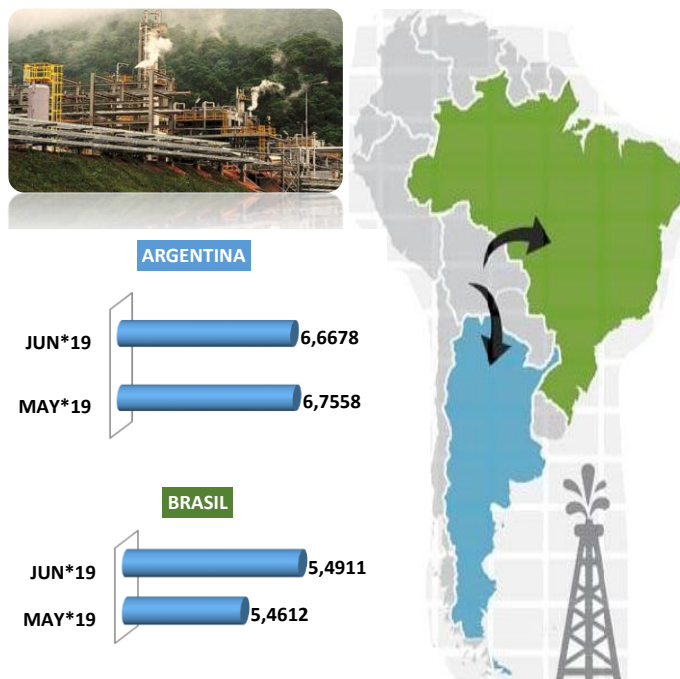 ARGENTINA
JUN*19 6,6678
MAY*19 6,7558
BRASIL
JUN*19 5,4911
MAY*19 5,4612